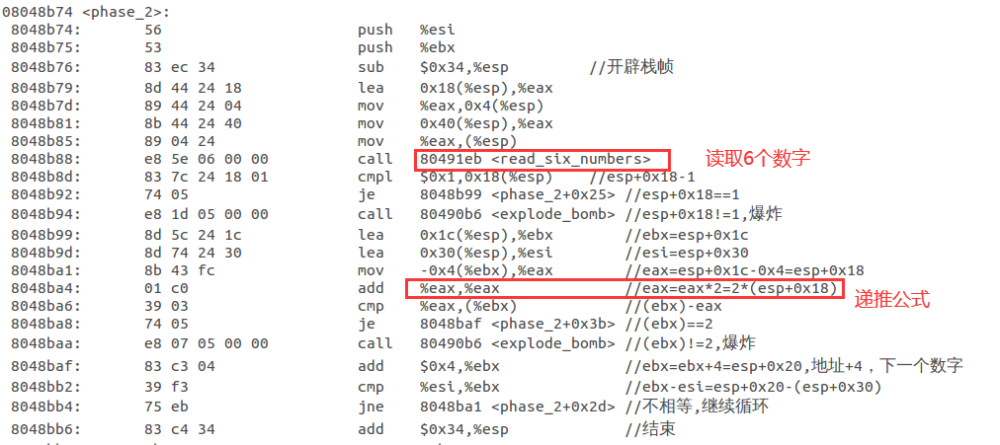 08048b74 <phase_2>:
8048b74: 56 push %esi
8048b75: 53 push %ebx
8048b76: 83 ec 34 sub $0x34,%esp //开辟栈帧
8048b79: 8d 44 24 18 lea 0x18(%esp),%eax
8048b7d: 89 44 24 04 mov %eax,0x4(%esp)
8048b81: 8b 44 24 40 mov 0x40(%esp),%eax
8048b85: 89 04 24 mov %eax,(%esp)
8048b88: e8 5e 06 00 00 call 80491eb <read_six_numbers> 读取6个数字
8048b8d: 83 7c 24 18 01 cmpl $0x1,0x18(%esp) //esp+0x18-1
8048b92: 74 05 je 8048b99 <phase_2+0x25> //esp+0x18==1
8048b94: e8 1d 05 00 00 call 80490b6 <explode_bomb> //esp+0x18!=1,爆炸
8048b99: 8d 5c 24 1c lea 0x1c(%esp),%ebx //ebx=esp+0x1c
8048b9d: 8d 74 24 30 lea 0x30(%esp),%esi //esi=esp+0x30
8048ba1: 8b 43 fc mov -0x4(%ebx),%eax //eax=esp+0x1c-0x4=esp+0x18
8048ba4: 01 c0 add %eax,%eax //eax=eax*2=2*(esp+0x18) 递推公式
8048ba6: 39 03 cmp %eax,(%ebx) //(ebx)-eax
8048ba8: 74 05 je 8048baf <phase_2+0x3b> //(ebx)==2
8048baa: e8 07 05 00 00 call 80490b6 <explode_bomb> //(ebx)!=2,爆炸
8048baf: 83 c3 04 add $0x4,%ebx //ebx=ebx+4=esp+0x20,地址+4，下一个数字
8048bb2: 39 f3 cmp %esi,%ebx //ebx-esi=esp+0x20-(esp+0x30)
8048bb4: 75 eb jne 8048ba1 <phase_2+0x2d> //不相等,继续循环
8048bb6: 83 c4 34 add $0x34,%esp //结束